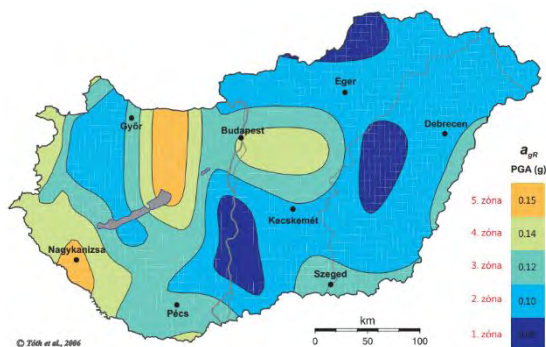 Eger
Győr
Budapest
Debrecen
Kecskemét
Nagykanizsa
Szeged
Pécs
a_gR
PGA (g)
5. zóna 0.15
4. zóna 0.14
3. zóna 0.12
2. zóna 0.10
1. zóna
km
0 50 100
© Tóth et al., 2006